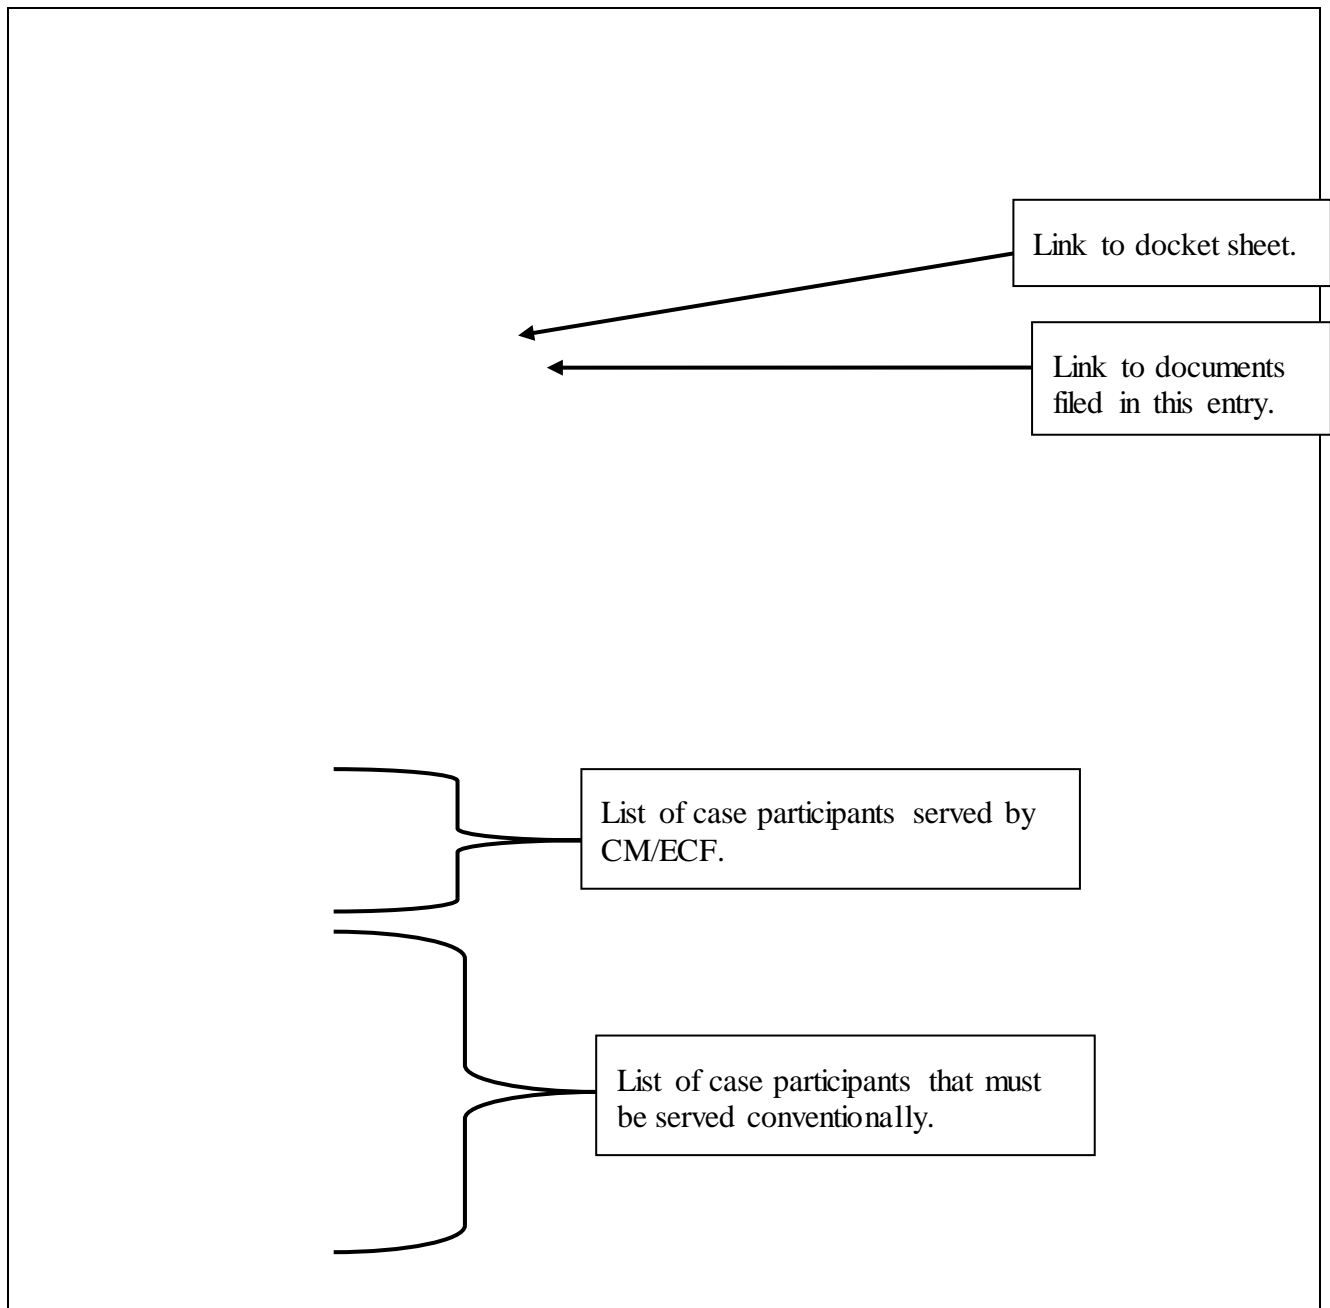 Link to docket sheet.
Link to documents
filed in this entry.
List of case participants served by
CM/ECF.
List of case participants that must
be served conventionally.